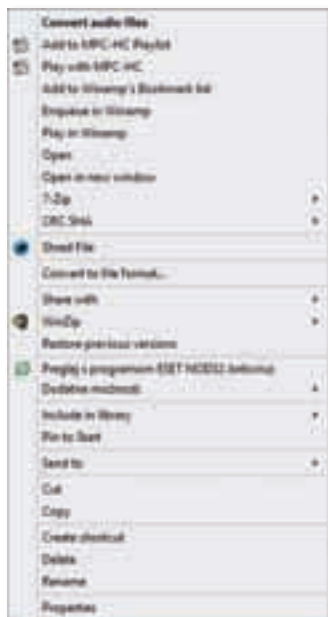 Convert audio files
Add to MPC-HC Playlist
Play with MPC-HC
Add to Winamp's Bookmark list
Enqueue in Winamp
Play in Winamp
Open
Open in new window
7-Zip
CRC SHA
Shred File
Convert to file format...
Share with
WinZip
Restore previous versions
Preglej s programom ESET NOD32 Antivirus
Dodatne možnosti
Include in library
Pin to Start
Send to
Cut
Copy
Create shortcut
Delete
Rename
Properties